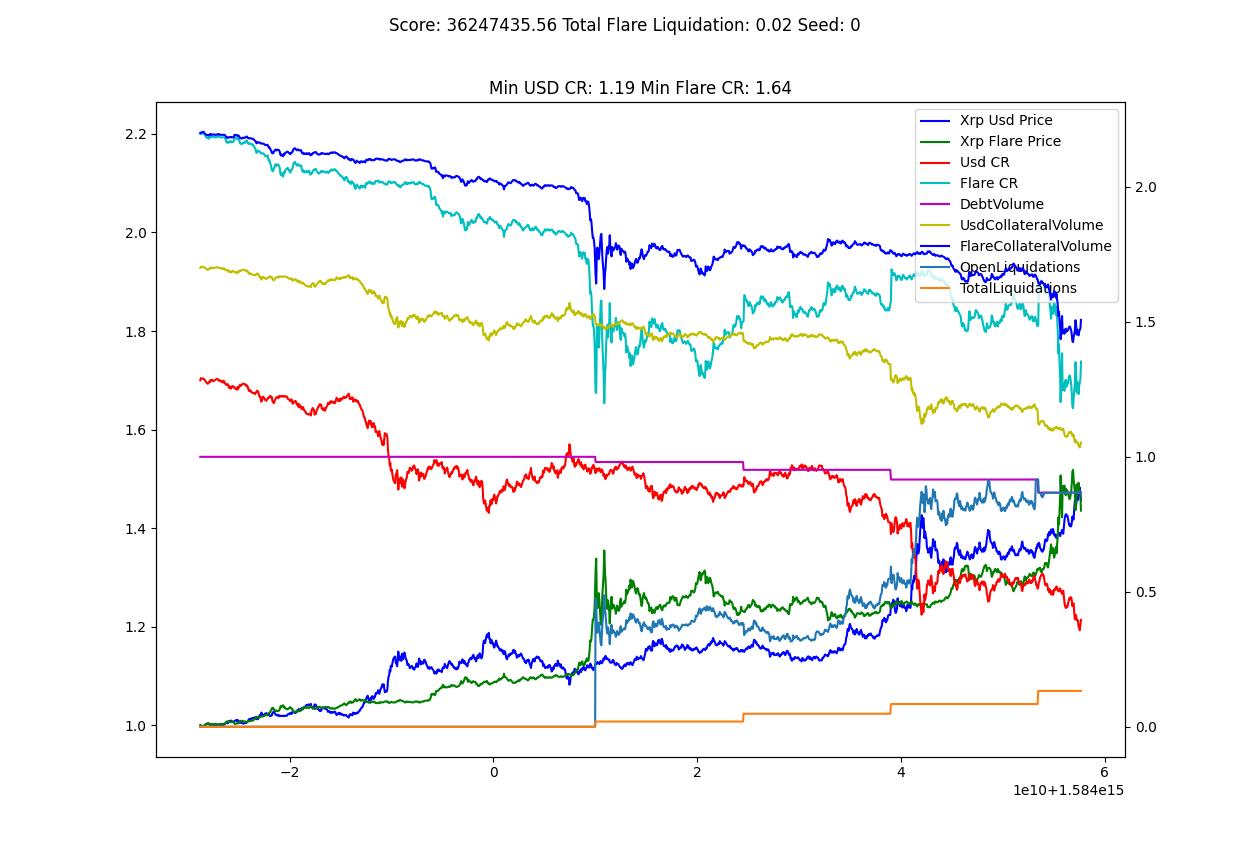 Score: 36247435.56 Total Flare Liquidation: 0.02 Seed: 0
Min USD CR: 1.19 Min Flare CR: 1.64
Xrp Usd Price
Xrp Flare Price
Usd CR
Flare CR
DebtVolume
UsdCollateralVolume
FlareCollateralVolume
OpenLiquidations
TotalLiquidations
2.2
2.0
1.8
1.6
1.4
1.2
1.0
2.0
1.5
1.0
0.5
0.0
−2
0
2
4
6
1e10+1.584e15